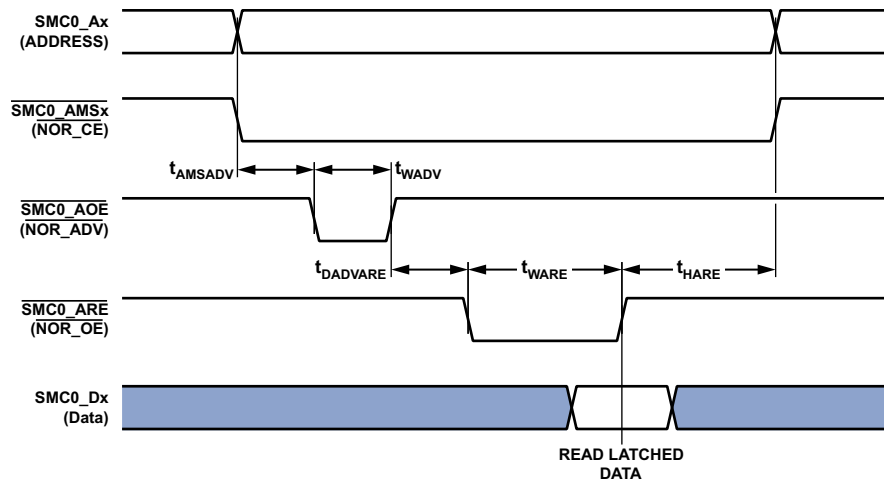 SMC0_Ax
(ADDRESS)
SMC0_AMSx
(NOR_CE)
tAMSADV
tWADV
SMC0_AOE
(NOR_ADV)
tDADVARE
tWARE
tHARE
SMC0_ARE
(NOR_OE)
SMC0_Dx
(Data)
READ LATCHED
DATA